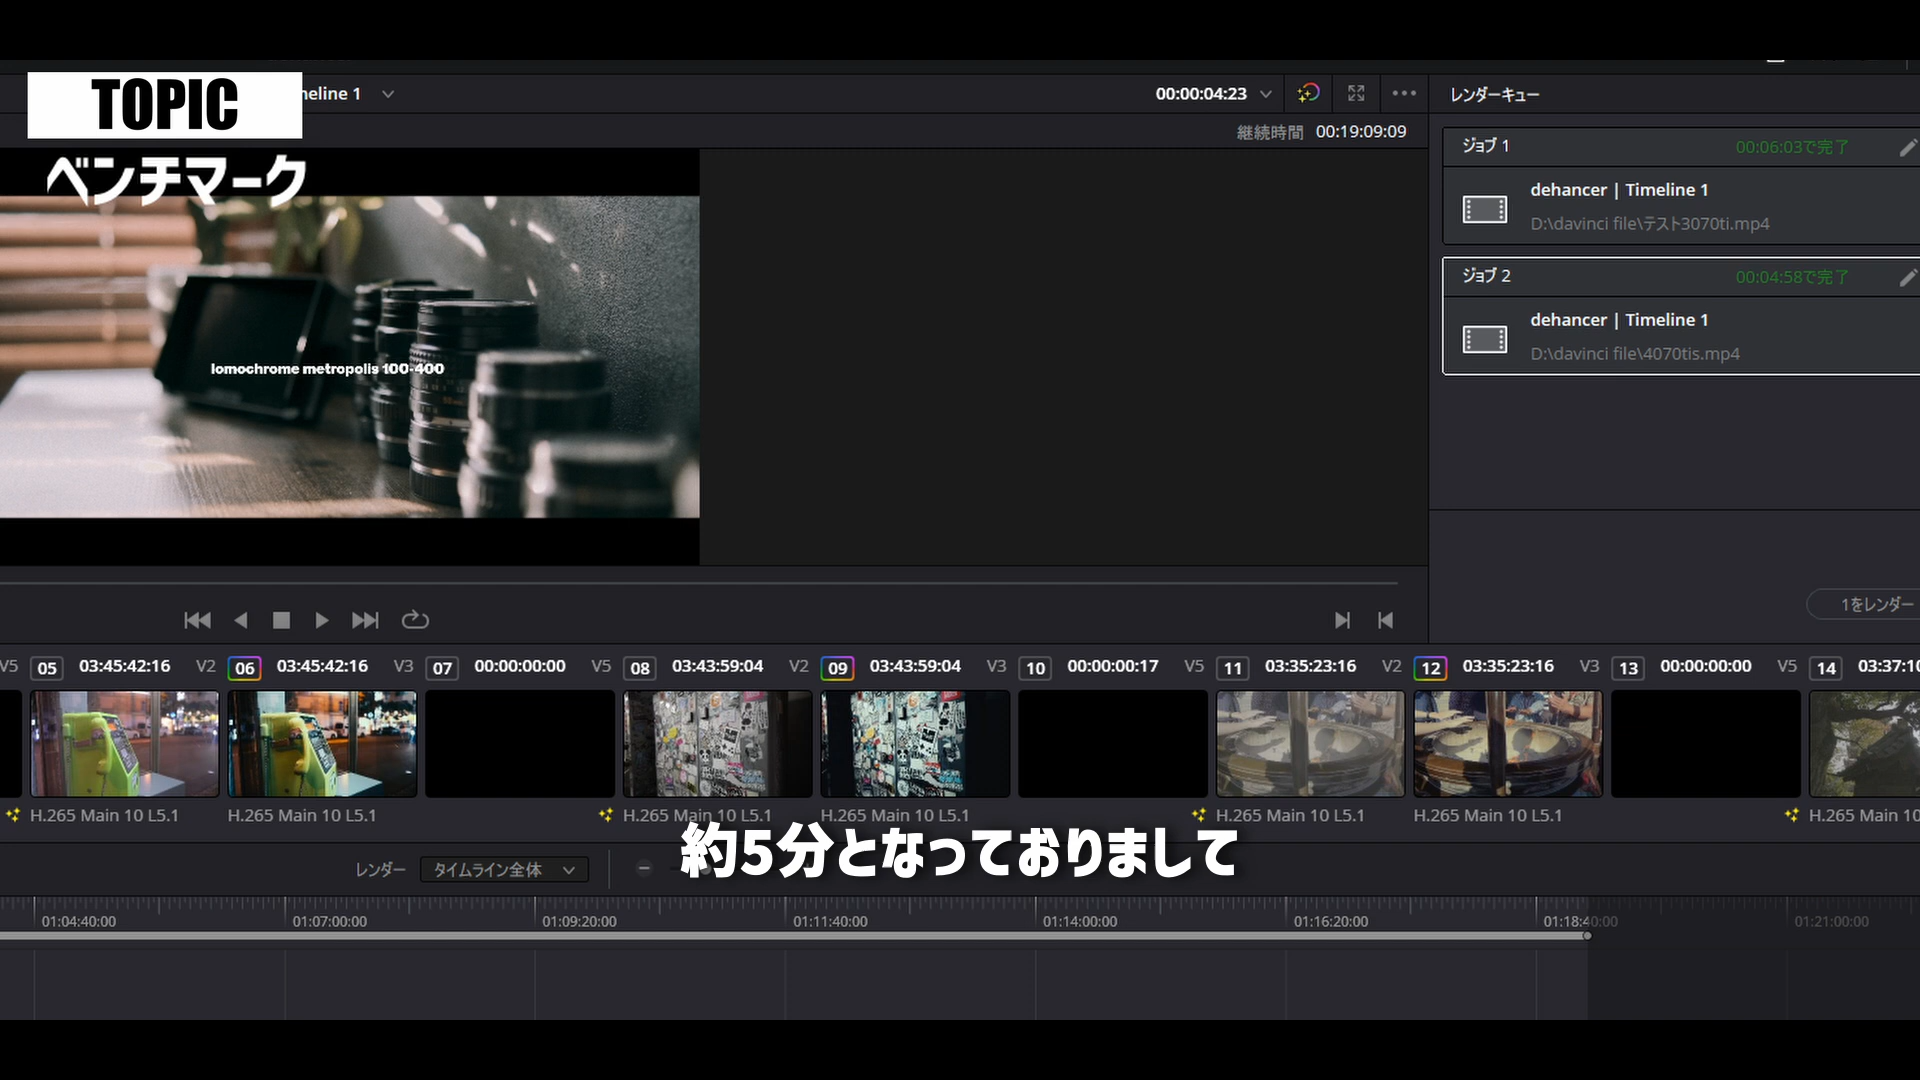 TOPIC
ベンチマーク
neline 1
00:00:04:23
継続時間 00:19:09:09
lomochrome metropolis 100-400
レンダーキュー
ジョブ 1 00:06:03で完了
dehancer | Timeline 1
D:\davinci file\テスト3070ti.mp4
ジョブ 2 00:04:58で完了
dehancer | Timeline 1
D:\davinci file\4070tis.mp4
1をレンダー
V5 05 03:45:42:16 V2 06 03:45:42:16 V3 07 00:00:00:00 V5 08 03:43:59:04 V2 09 03:43:59:04 V3 10 00:00:00:17 V5 11 03:35:23:16 V2 12 03:35:23:16 V3 13 00:00:00:00 V5 14 03:37:10
H.265 Main 10 L5.1 H.265 Main 10 L5.1 H.265 Main 10 L5.1 H.265 Main 10 L5.1 H.265 Main 10 L5.1 H.265 Main 10 L5.1 H.265 Main 10
約5分となっておりまして
レンダー タイムライン全体
01:04:40:00 01:07:00:00 01:09:20:00 01:11:40:00 01:14:00:00 01:16:20:00 01:18:40:00 01:21:00:00